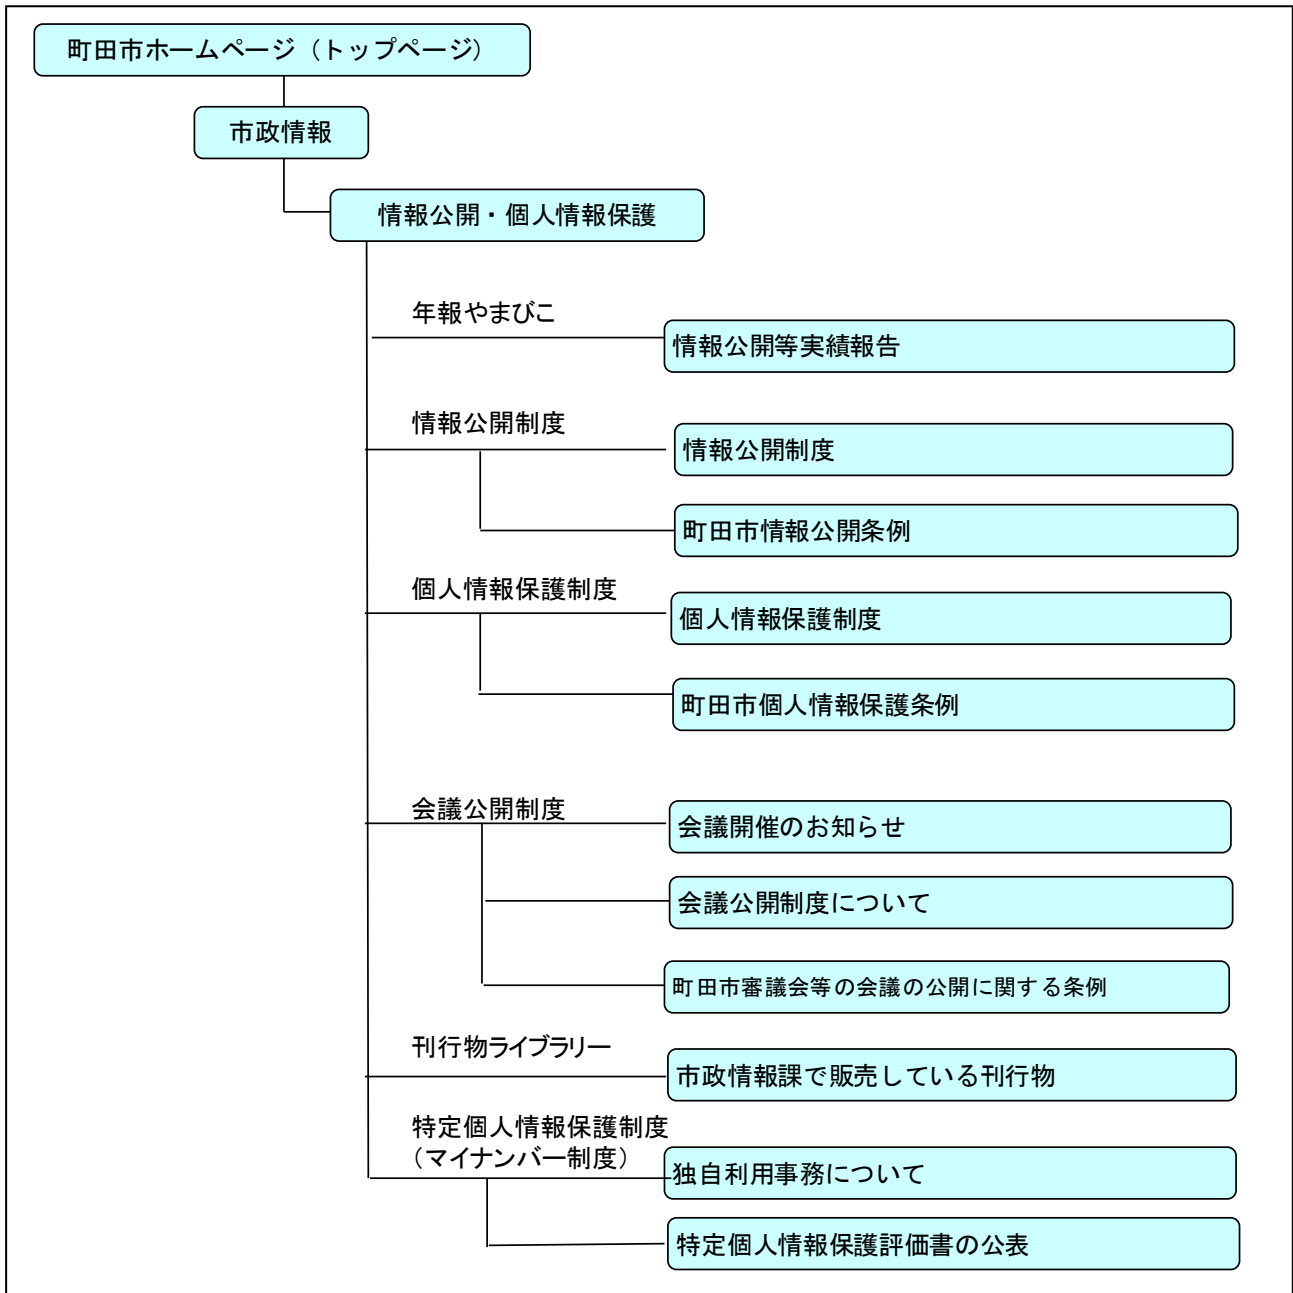 町田市ホームページ（トップページ）
市政情報
情報公開・個人情報保護
年報やまびこ
情報公開等実績報告
情報公開制度
情報公開制度
町田市情報公開条例
個人情報保護制度
個人情報保護制度
町田市個人情報保護条例
会議公開制度
会議開催のお知らせ
会議公開制度について
町田市審議会等の会議の公開に関する条例
刊行物ライブラリー
市政情報課で販売している刊行物
特定個人情報保護制度
（マイナンバー制度）
独自利用事務について
特定個人情報保護評価書の公表